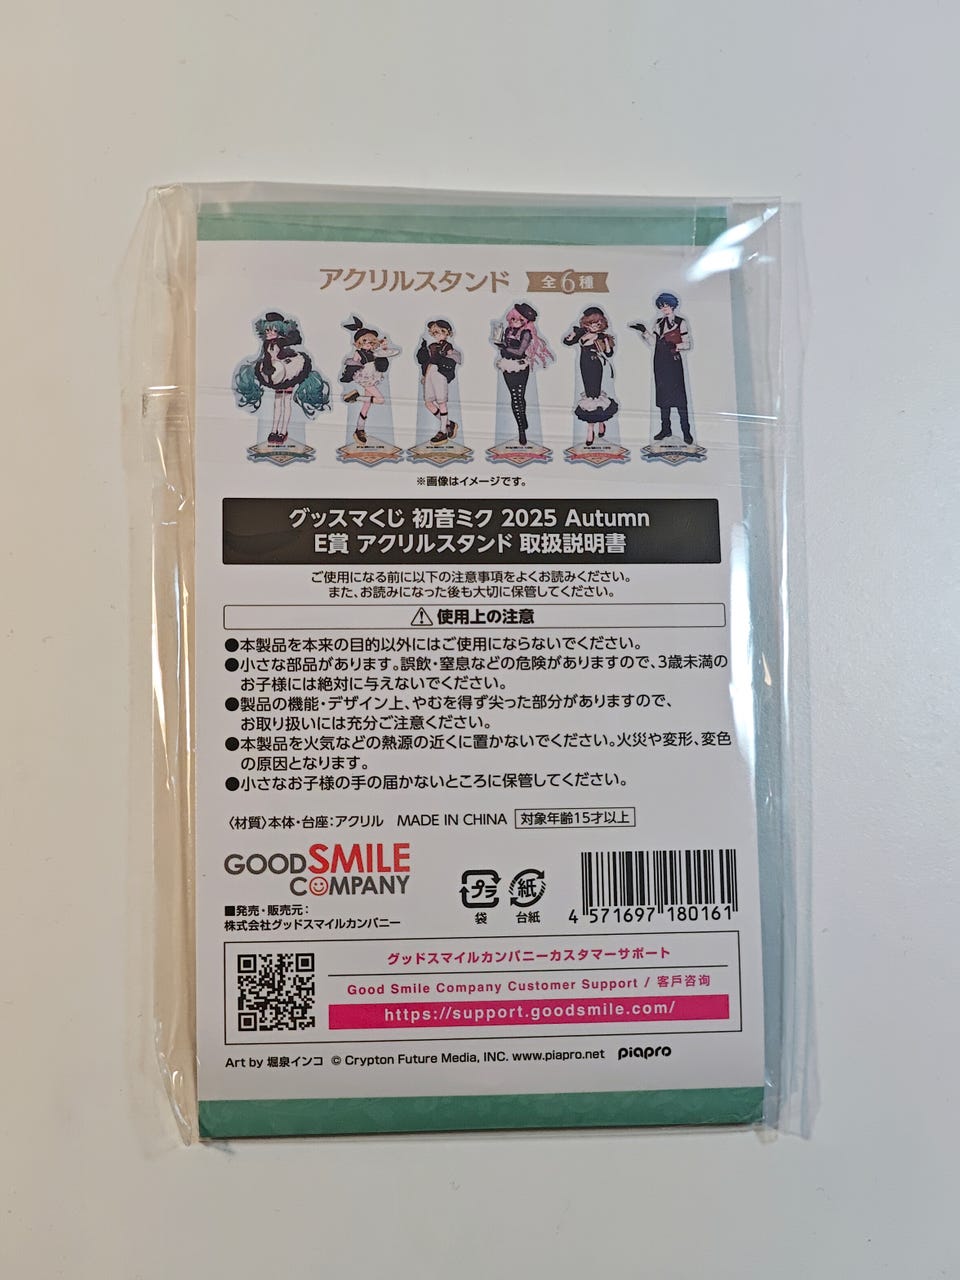 アクリルスタンド 全6種
※画像はイメージです。
グッスマくじ 初音ミク 2025 Autumn
E賞 アクリルスタンド 取扱説明書
ご使用になる前に以下の注意事項をよくお読みください。
また、お読みになった後も大切に保管してください。
使用上の注意
●本製品を本来の目的以外にはご使用にならないでください。
●小さな部品があります。誤飲・窒息などの危険がありますので、3歳未満の
お子様には絶対に与えないでください。
●製品の機能・デザイン上、やむを得ず尖った部分がありますので、
お取り扱いには充分ご注意ください。
●本製品を火気などの熱源の近くに置かないでください。火災や変形、変色
の原因となります。
●小さなお子様の手の届かないところに保管してください。
〈材質〉本体・台座:アクリル MADE IN CHINA 対象年齢15才以上
GOOD SMILE
COMPANY
■発売・販売元:
株式会社グッドスマイルカンパニー
プラ 紙
袋 台紙
4 571697 180161
グッドスマイルカンパニーカスタマーサポート
Good Smile Company Customer Support / 客戶咨询
https://support.goodsmile.com/
Art by 堀泉インコ © Crypton Future Media, INC. www.piapro.net piapro